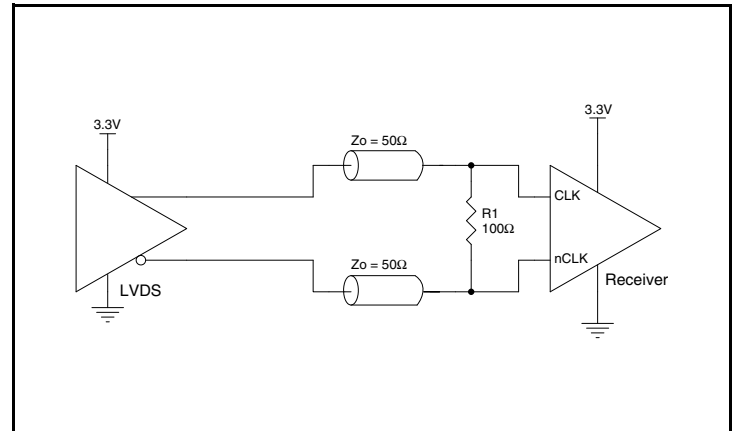 3.3V
3.3V
Zo = 50Ω
CLK
R1
100Ω
Zo = 50Ω
nCLK
Receiver
LVDS